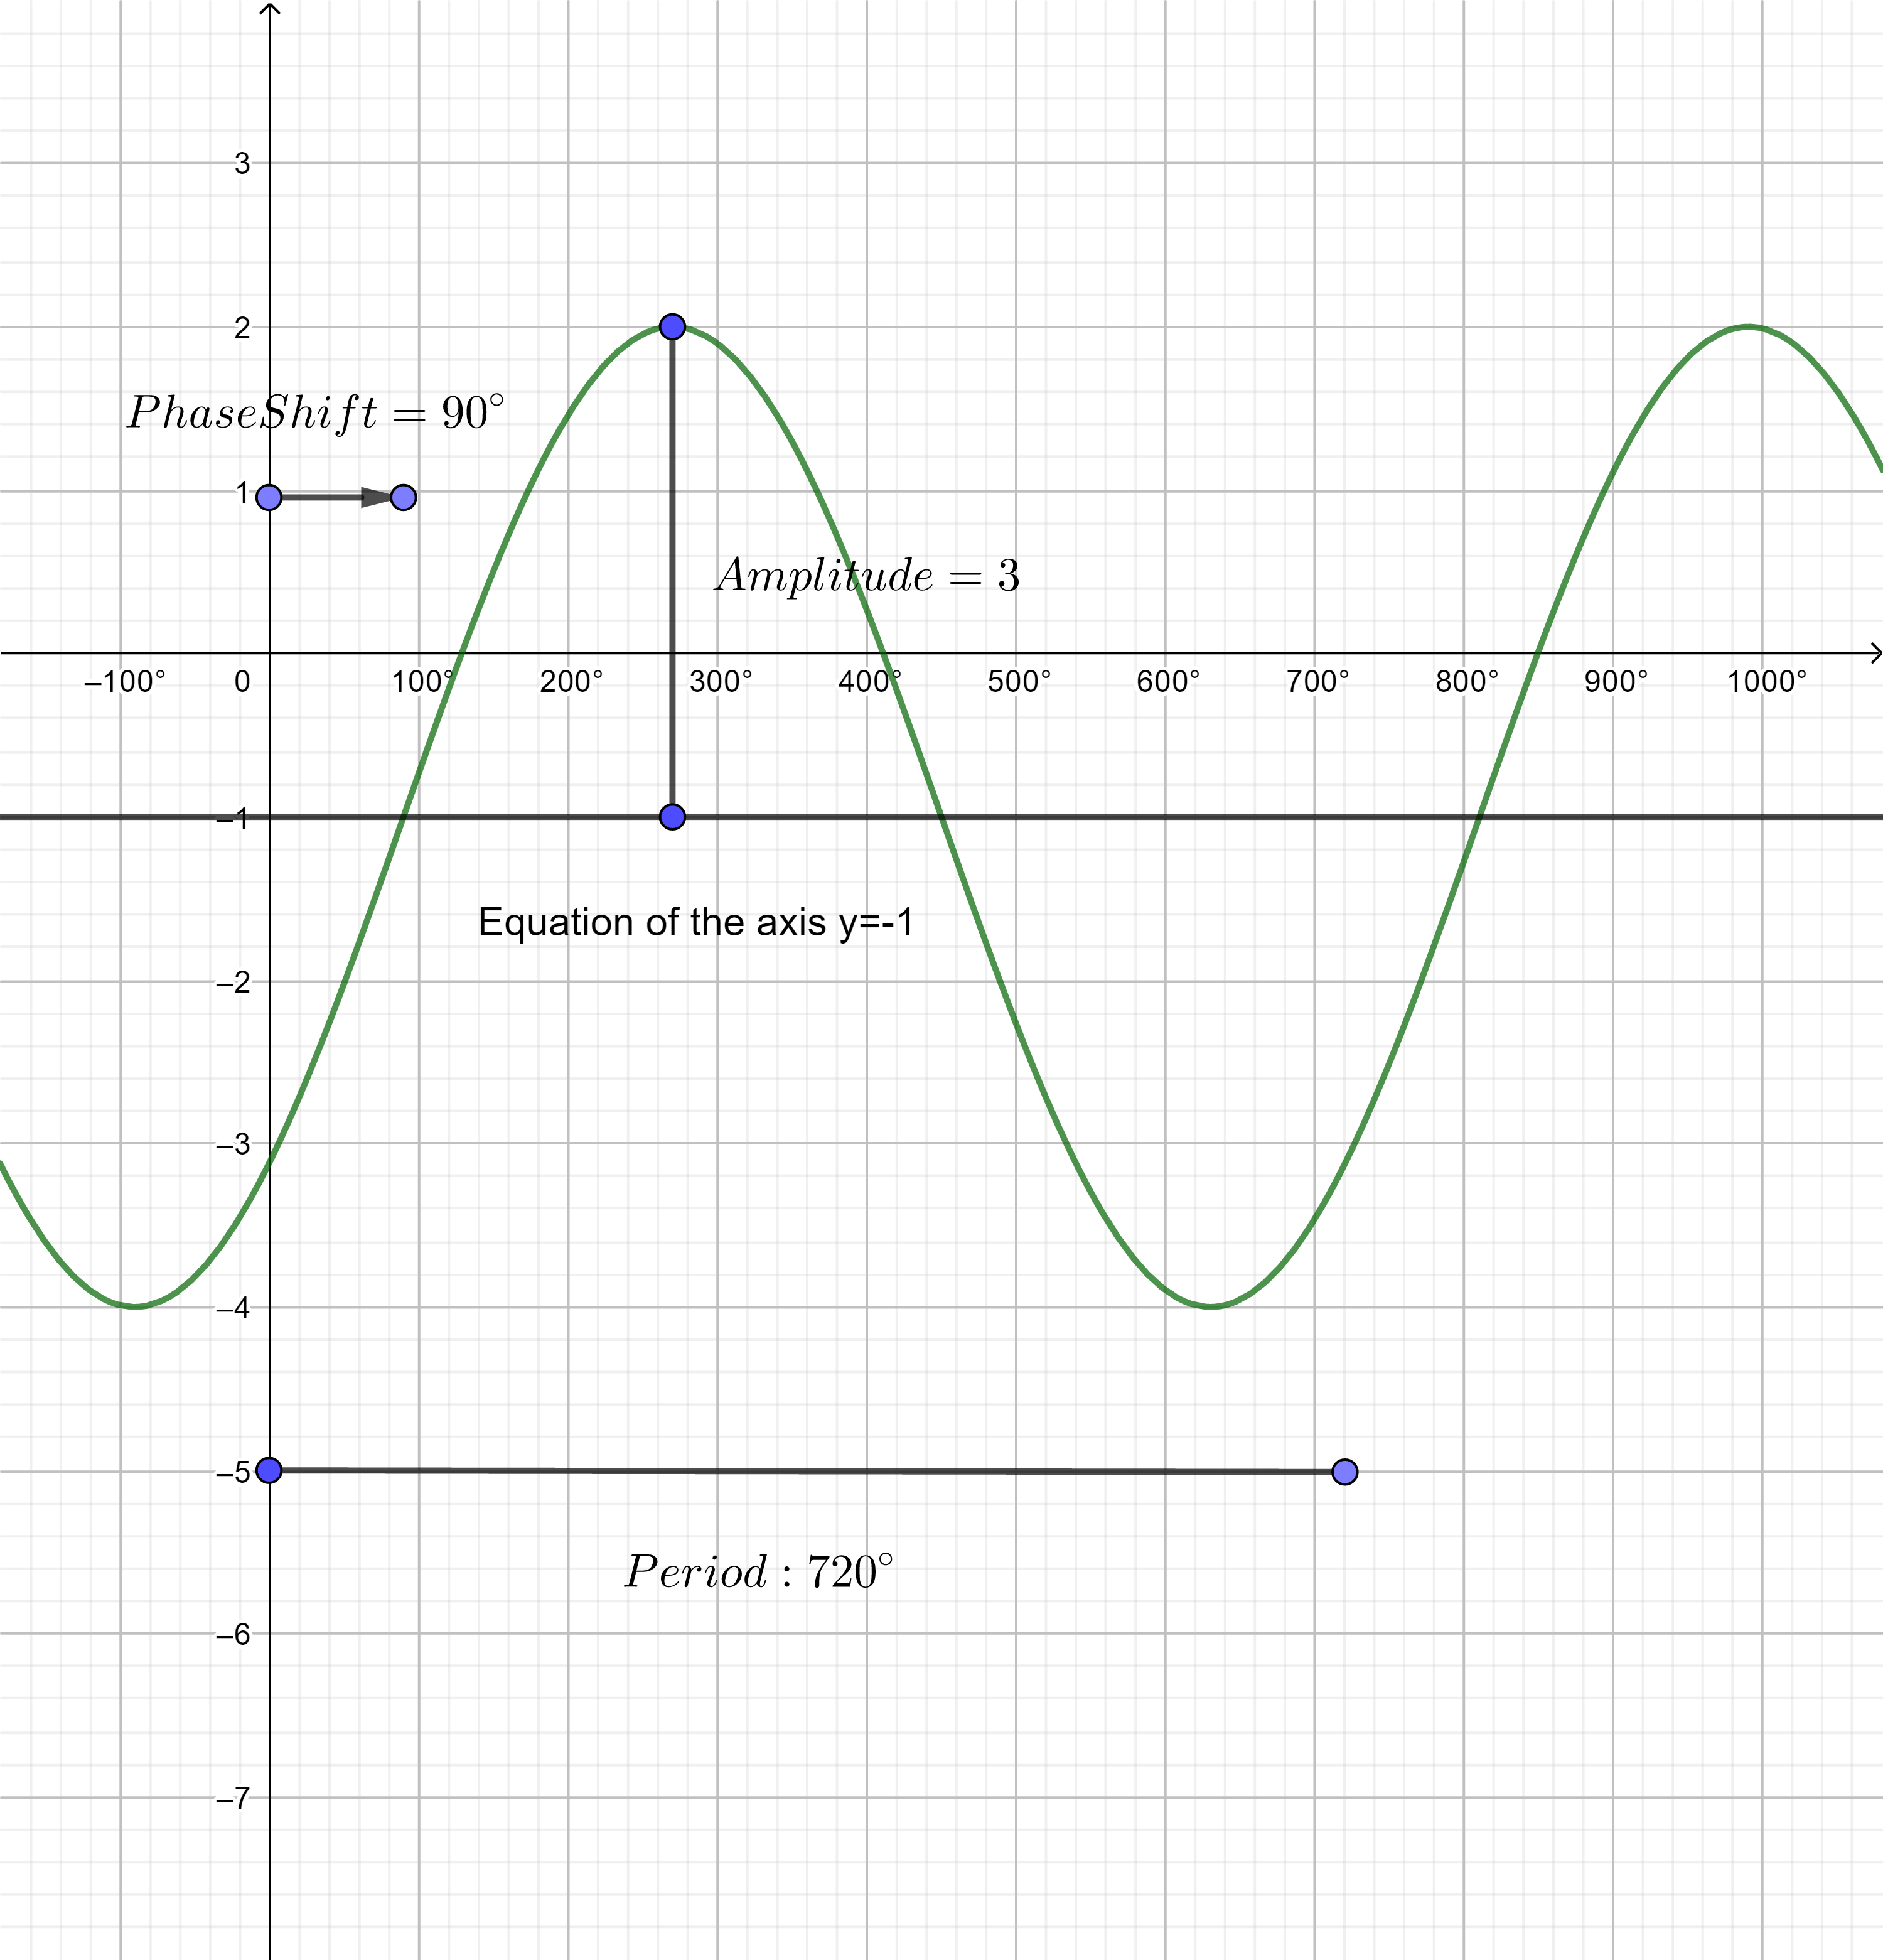 3
2
PhaseShift = 90°
1
Amplitude = 3
−100° 0 100° 200° 300° 400° 500° 600° 700° 800° 900° 1000°
−1
Equation of the axis y=-1
−2
−3
−4
−5
Period : 720°
−6
−7